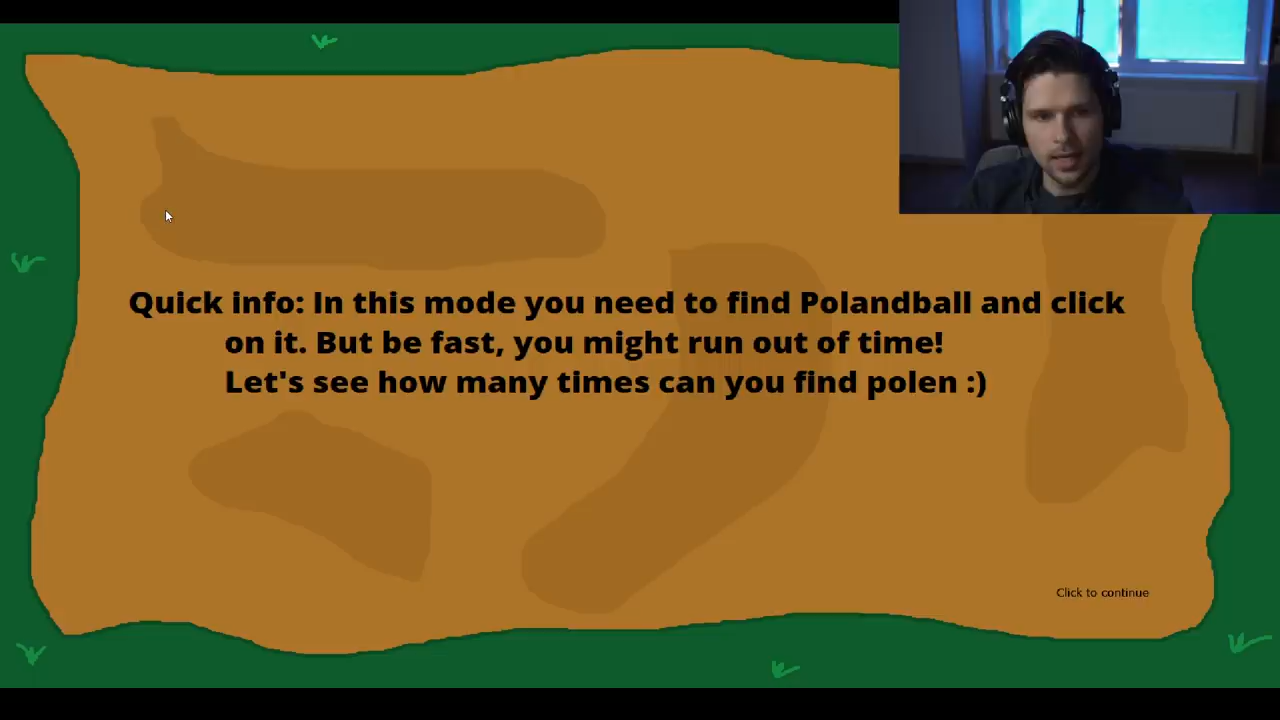 Quick info: In this mode you need to find Polandball and click
on it. But be fast, you might run out of time!
Let's see how many times can you find polen :)
Click to continue